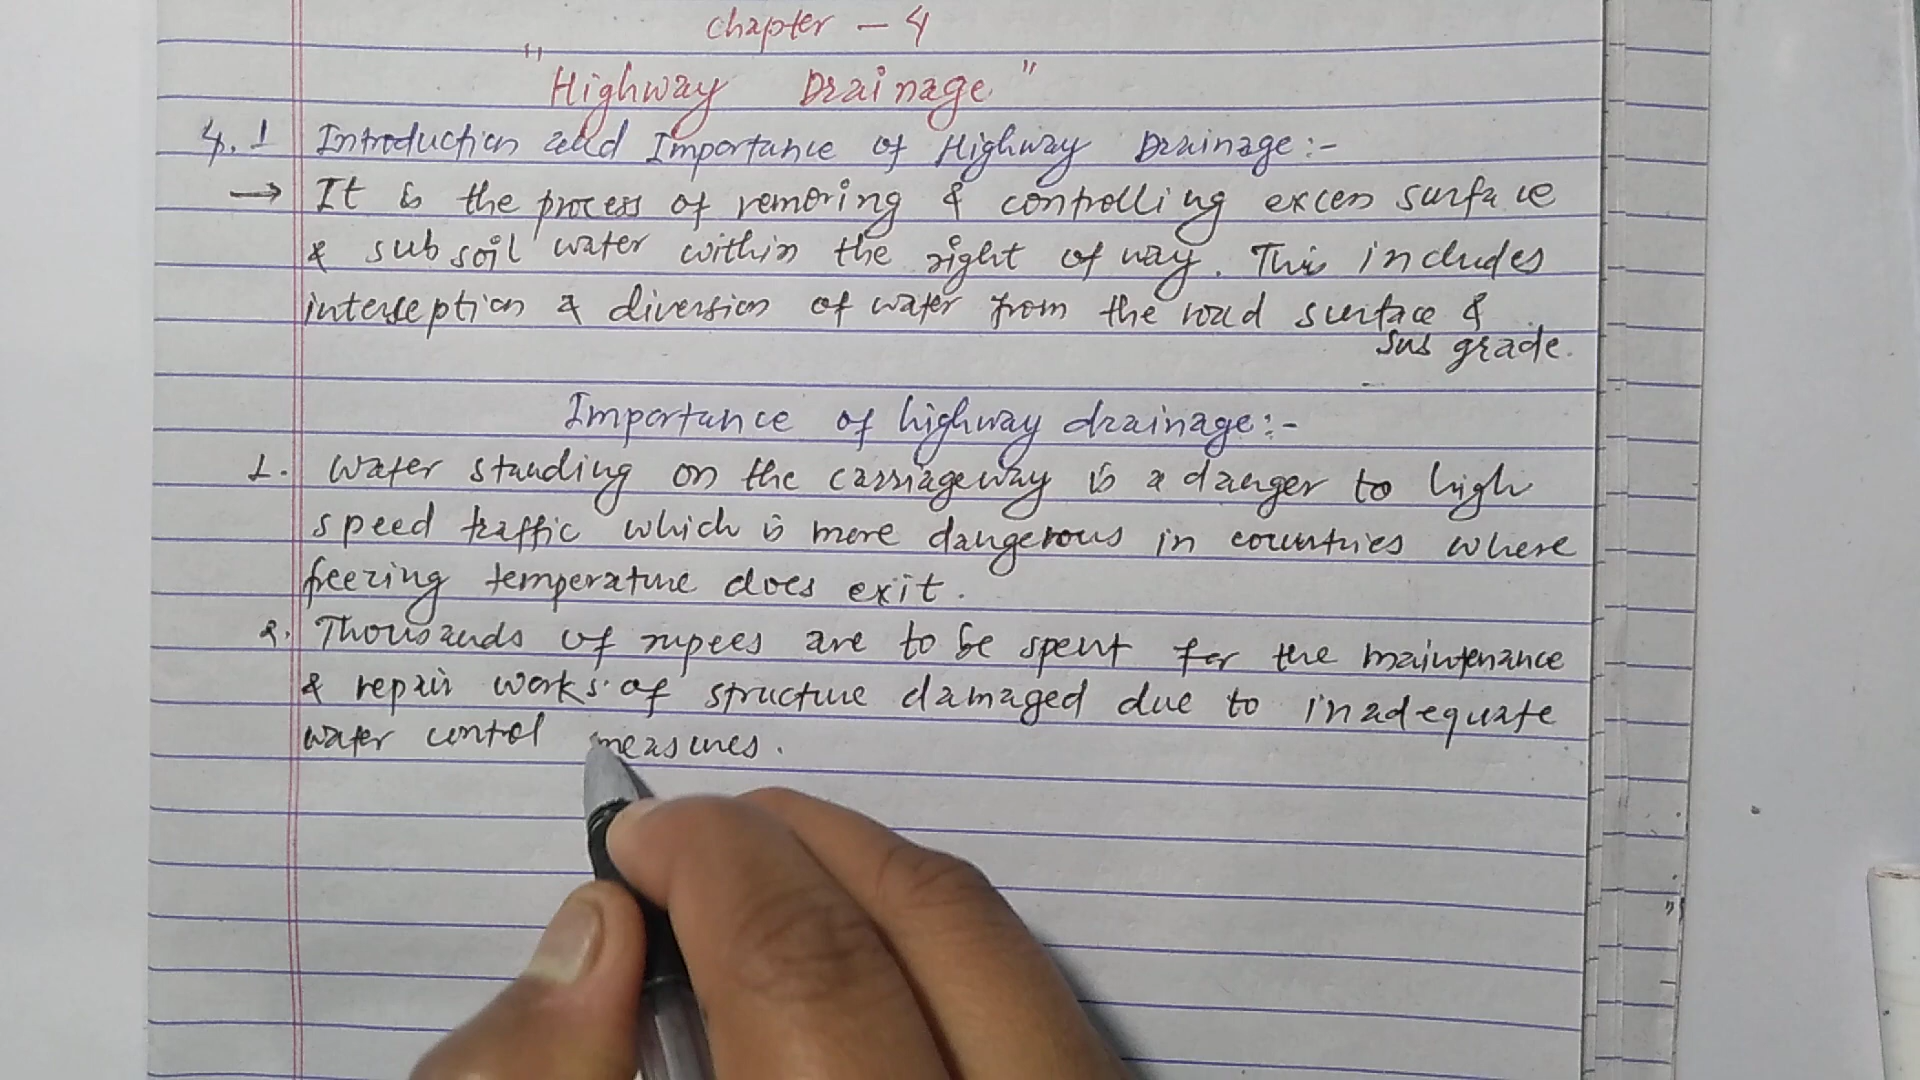 Chapter - 4
"Highway Drainage"
4.1 Introduction and Importance of Highway Drainage:-
→ It is the process of removing & controlling excess surface
& sub soil water within the right of way. This includes
interseption & diversion of water from the road surface &
sus grade.
Importance of highway drainage:-
1. Water standing on the carriageway is a danger to high
speed traffic which is more dangerous in countries where
freezing temperature does exit.
2. Thousands of rupees are to be spent for the maintenance
& repair works of structure damaged due to inadequate
water control measures.